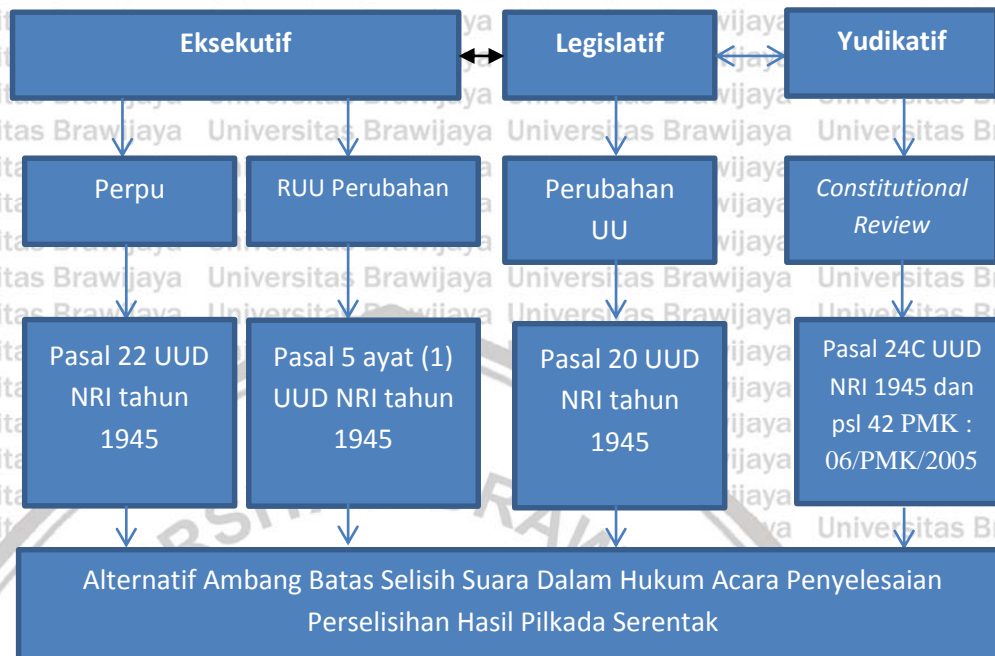 Eksekutif
Legislatif
Yudikatif
Perpu
RUU Perubahan
Perubahan
UU
Constitutional
Review
Pasal 22 UUD
NRI tahun
1945
Pasal 5 ayat (1)
UUD NRI tahun
1945
Pasal 20 UUD
NRI tahun
1945
Pasal 24C UUD
NRI 1945 dan
psl 42 PMK :
06/PMK/2005
Alternatif Ambang Batas Selisih Suara Dalam Hukum Acara Penyelesaian
Perselisihan Hasil Pilkada Serentak